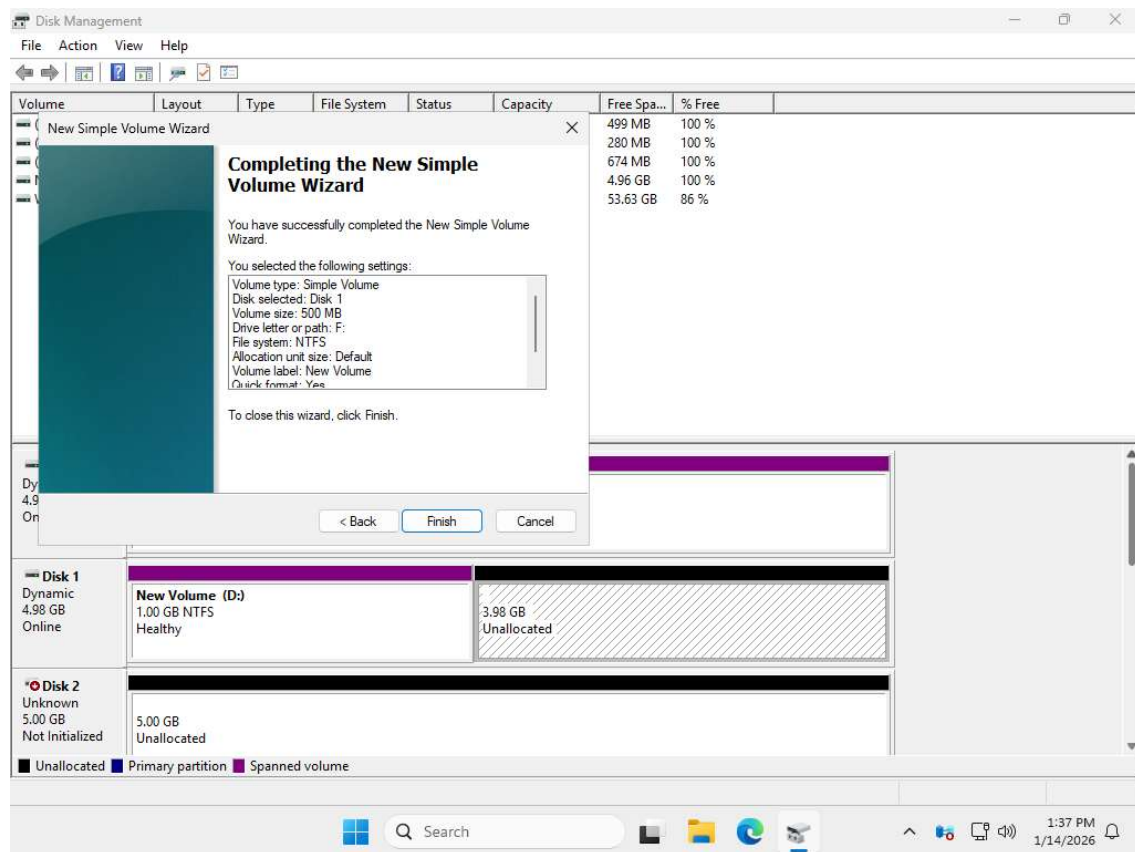 Disk Management
File Action View Help
Volume Layout Type File System Status Capacity Free Spa... % Free
499 MB 100 %
280 MB 100 %
674 MB 100 %
4.96 GB 100 %
53.63 GB 86 %
New Simple Volume Wizard
Completing the New Simple
Volume Wizard
You have successfully completed the New Simple Volume
Wizard.
You selected the following settings:
Volume type: Simple Volume
Disk selected: Disk 1
Volume size: 500 MB
Drive letter or path: F:
File system: NTFS
Allocation unit size: Default
Volume label: New Volume
Quick format: Yes
To close this wizard, click Finish.
< Back Finish Cancel
Disk 1
Dynamic
4.98 GB
Online
New Volume (D:)
1.00 GB NTFS
Healthy
3.98 GB
Unallocated
Disk 2
Unknown
5.00 GB
Not Initialized
5.00 GB
Unallocated
Unallocated Primary partition Spanned volume
Search
1:37 PM
1/14/2026